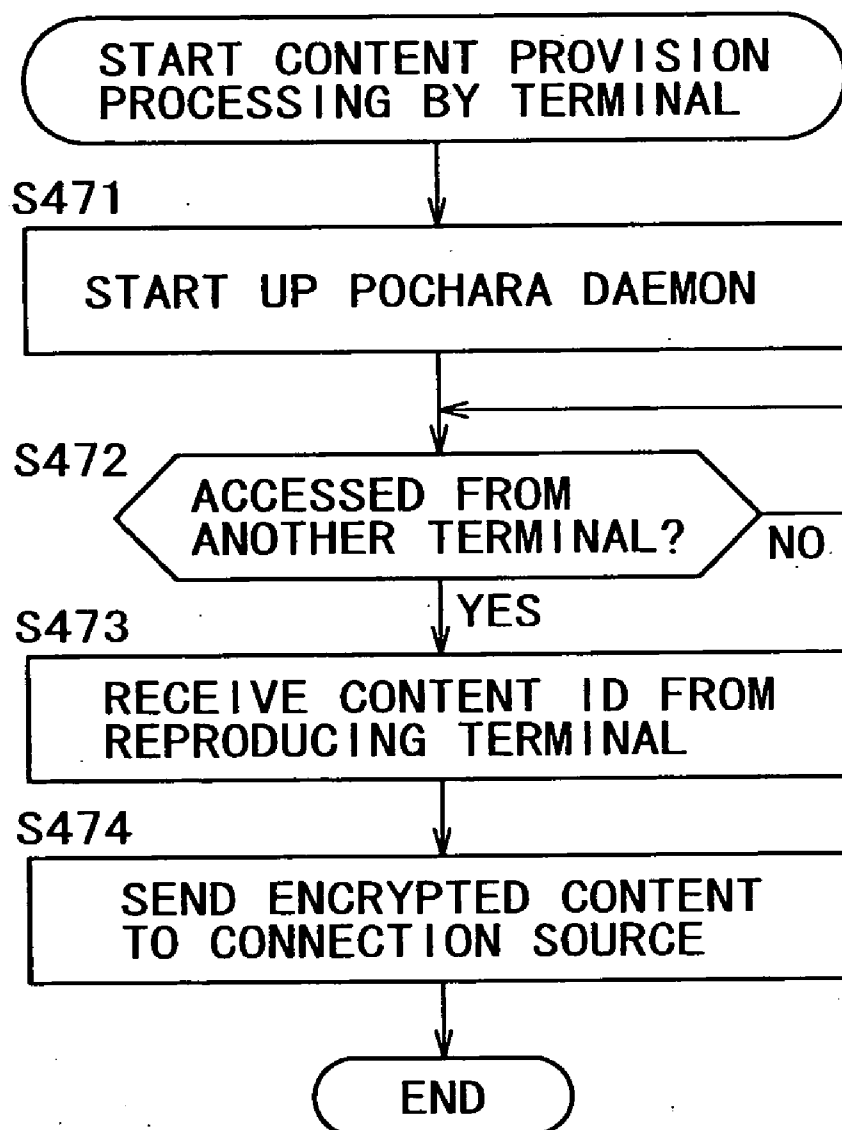 START CONTENT PROVISION
PROCESSING BY TERMINAL
S471
START UP POCHARA DAEMON
S472
ACCESSED FROM
ANOTHER TERMINAL?
NO
YES
S473
RECEIVE CONTENT ID FROM
REPRODUCING TERMINAL
S474
SEND ENCRYPTED CONTENT
TO CONNECTION SOURCE
END